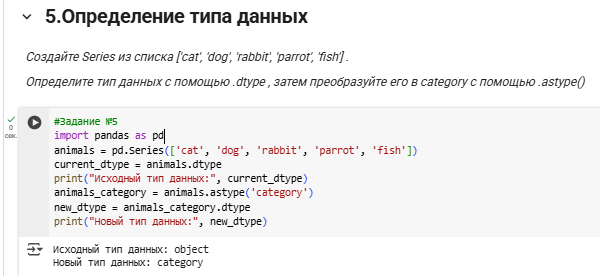 5.Определение типа данных
Создайте Series из списка ['cat', 'dog', 'rabbit', 'parrot', 'fish'] .
Определите тип данных с помощью .dtype , затем преобразуйте его в category с помощью .astype()
0
сек.
#Задание №5
import pandas as pd
animals = pd.Series(['cat', 'dog', 'rabbit', 'parrot', 'fish'])
current_dtype = animals.dtype
print("Исходный тип данных:", current_dtype)
animals_category = animals.astype('category')
new_dtype = animals_category.dtype
print("Новый тип данных:", new_dtype)
Исходный тип данных: object
Новый тип данных: category